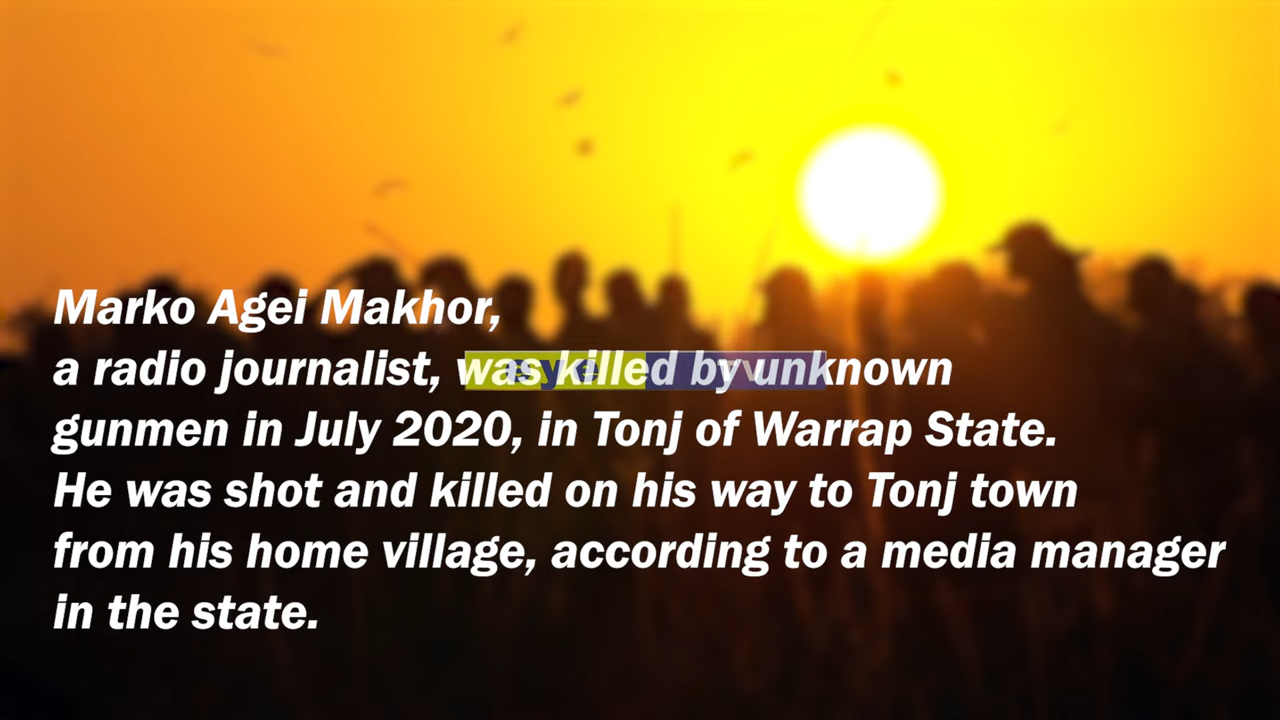 Marko Agei Makhor,
a radio journalist, was killed by unknown
gunmen in July 2020, in Tonj of Warrap State.
He was shot and killed on his way to Tonj town
from his home village, according to a media manager
in the state.
eye tv